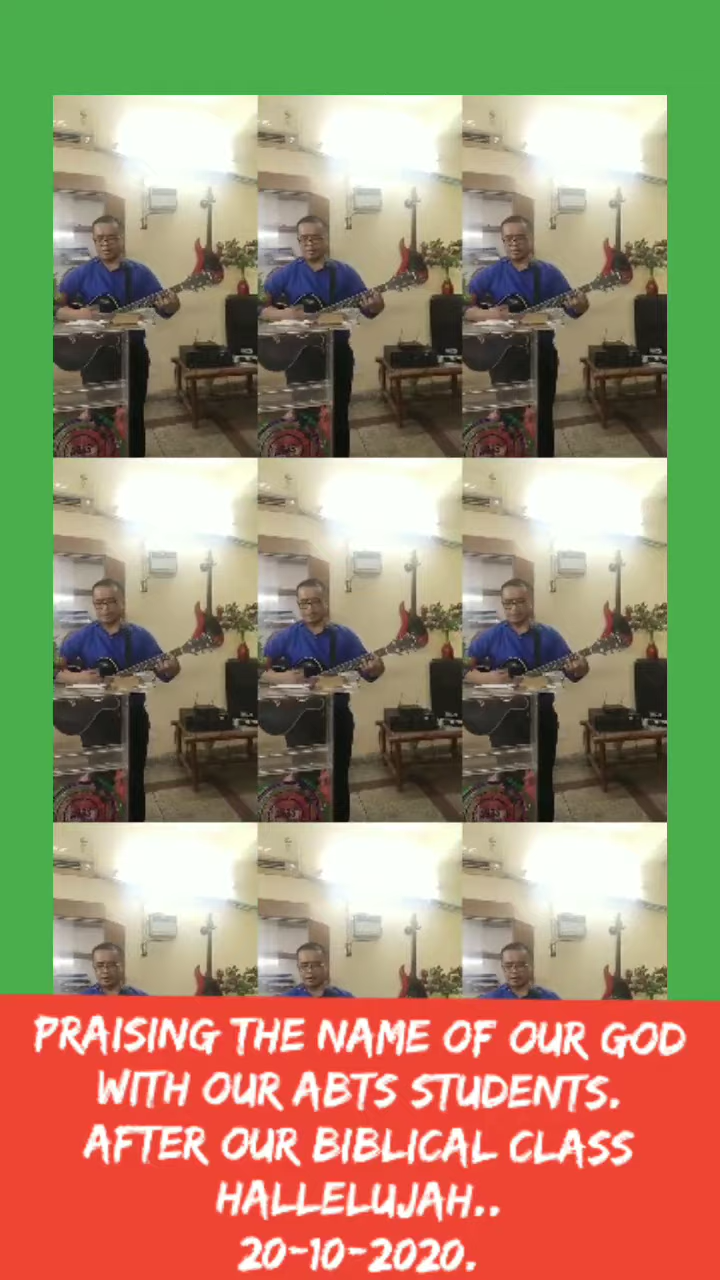 PRAISING THE NAME OF OUR GOD
WITH OUR ABTS STUDENTS.
AFTER OUR BIBLICAL CLASS
HALLELUJAH..
20-10-2020.